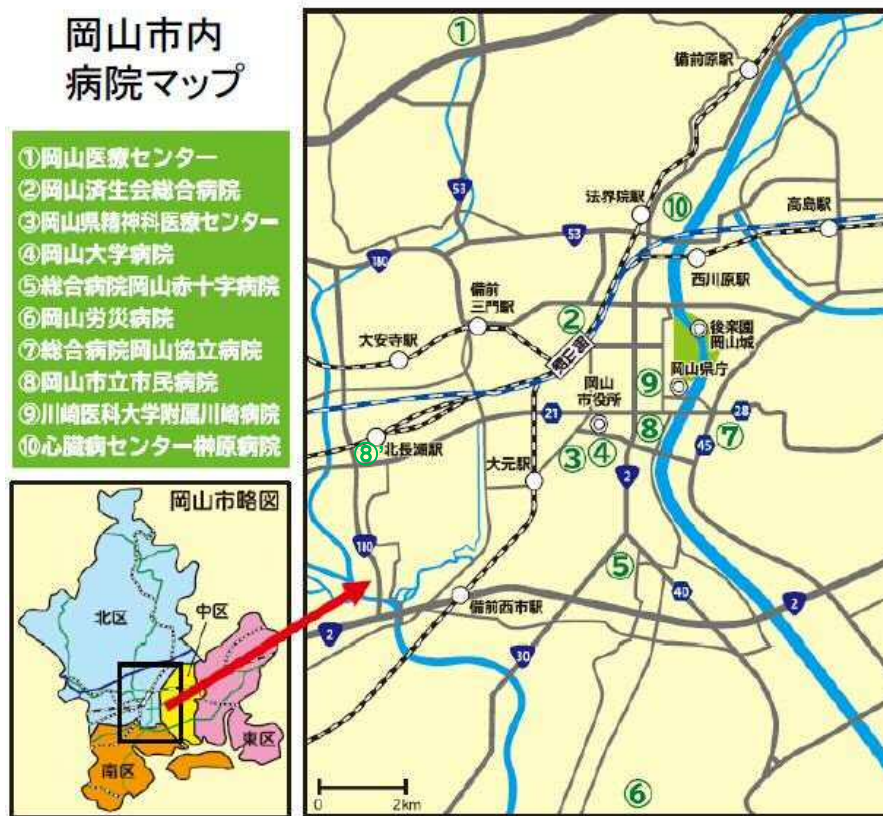 岡山市内
病院マップ
①岡山医療センター
②岡山済生会総合病院
③岡山県精神科医療センター
④岡山大学病院
⑤総合病院岡山赤十字病院
⑥岡山労災病院
⑦総合病院岡山協立病院
⑧岡山市立市民病院
⑨川崎医科大学附属川崎病院
⑩心臓病センター榊原病院
岡山市略図
北区
中区
東区
南区
①
備前原駅
53
法界院駅
⑩
高島駅
53
180
西川原駅
備前
三門駅
②
後楽園
岡山城
大安寺駅
岡山駅
岡山
市役所
⑨
岡山県庁
21
28
⑧
⑦
45
⑧'
北長瀬駅
大元駅
③
④
2
180
⑤
40
備前西市駅
2
2
30
⑥
0
2km